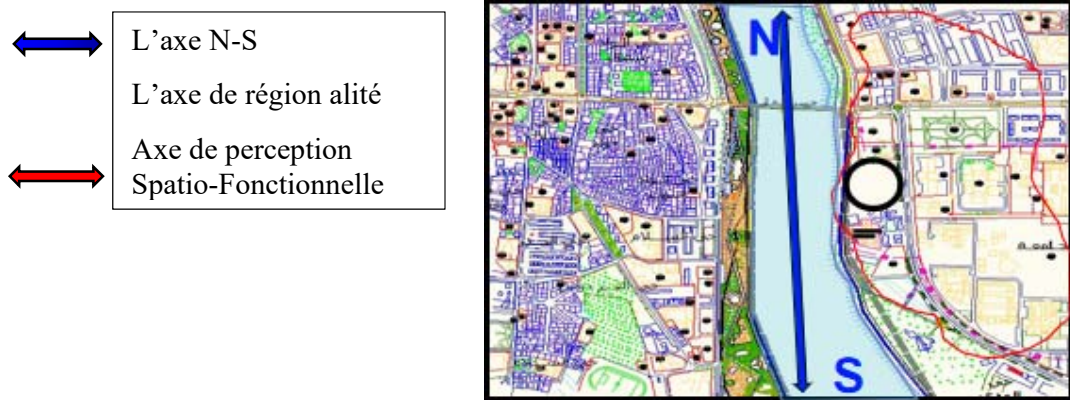 L'axe N-S
L'axe de région alité
Axe de perception
Spatio-Fonctionnelle
N
S